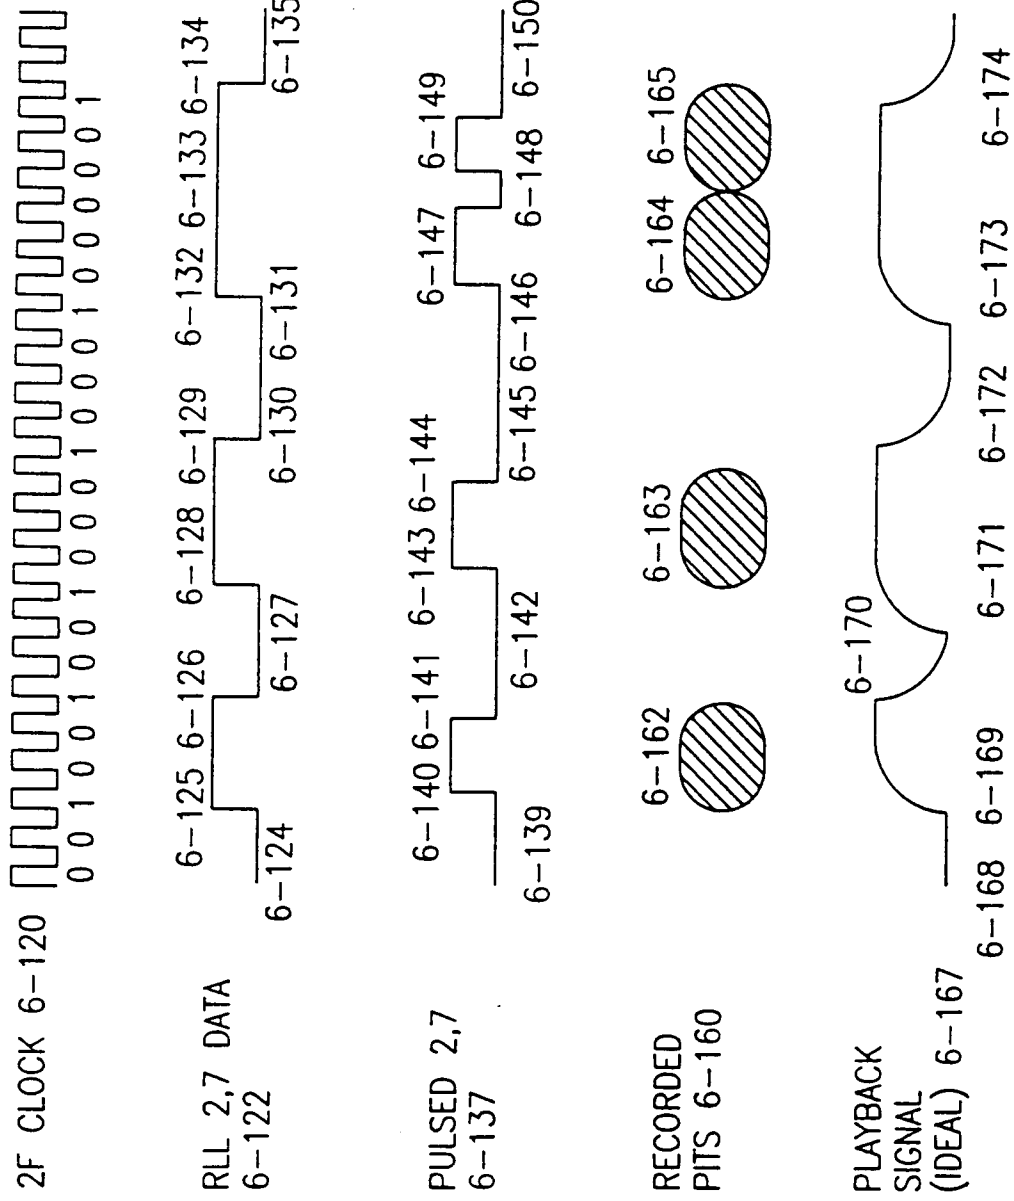 2F CLOCK 6-120
0 0 1 0 0 1 0 0 1 0 0 0 1 0 0 0 1 0 0 0 0 0 1
6-125 6-126 6-128 6-129 6-132 6-133 6-134
RLL 2,7 DATA
6-122
6-124 6-127 6-130 6-131 6-135
6-140 6-141 6-143 6-144 6-147 6-149
PULSED 2,7
6-137
6-139 6-142 6-145 6-146 6-148 6-150
6-162 6-163 6-164 6-165
RECORDED
PITS 6-160
6-170
PLAYBACK
SIGNAL
(IDEAL) 6-167
6-168 6-169 6-171 6-172 6-173 6-174